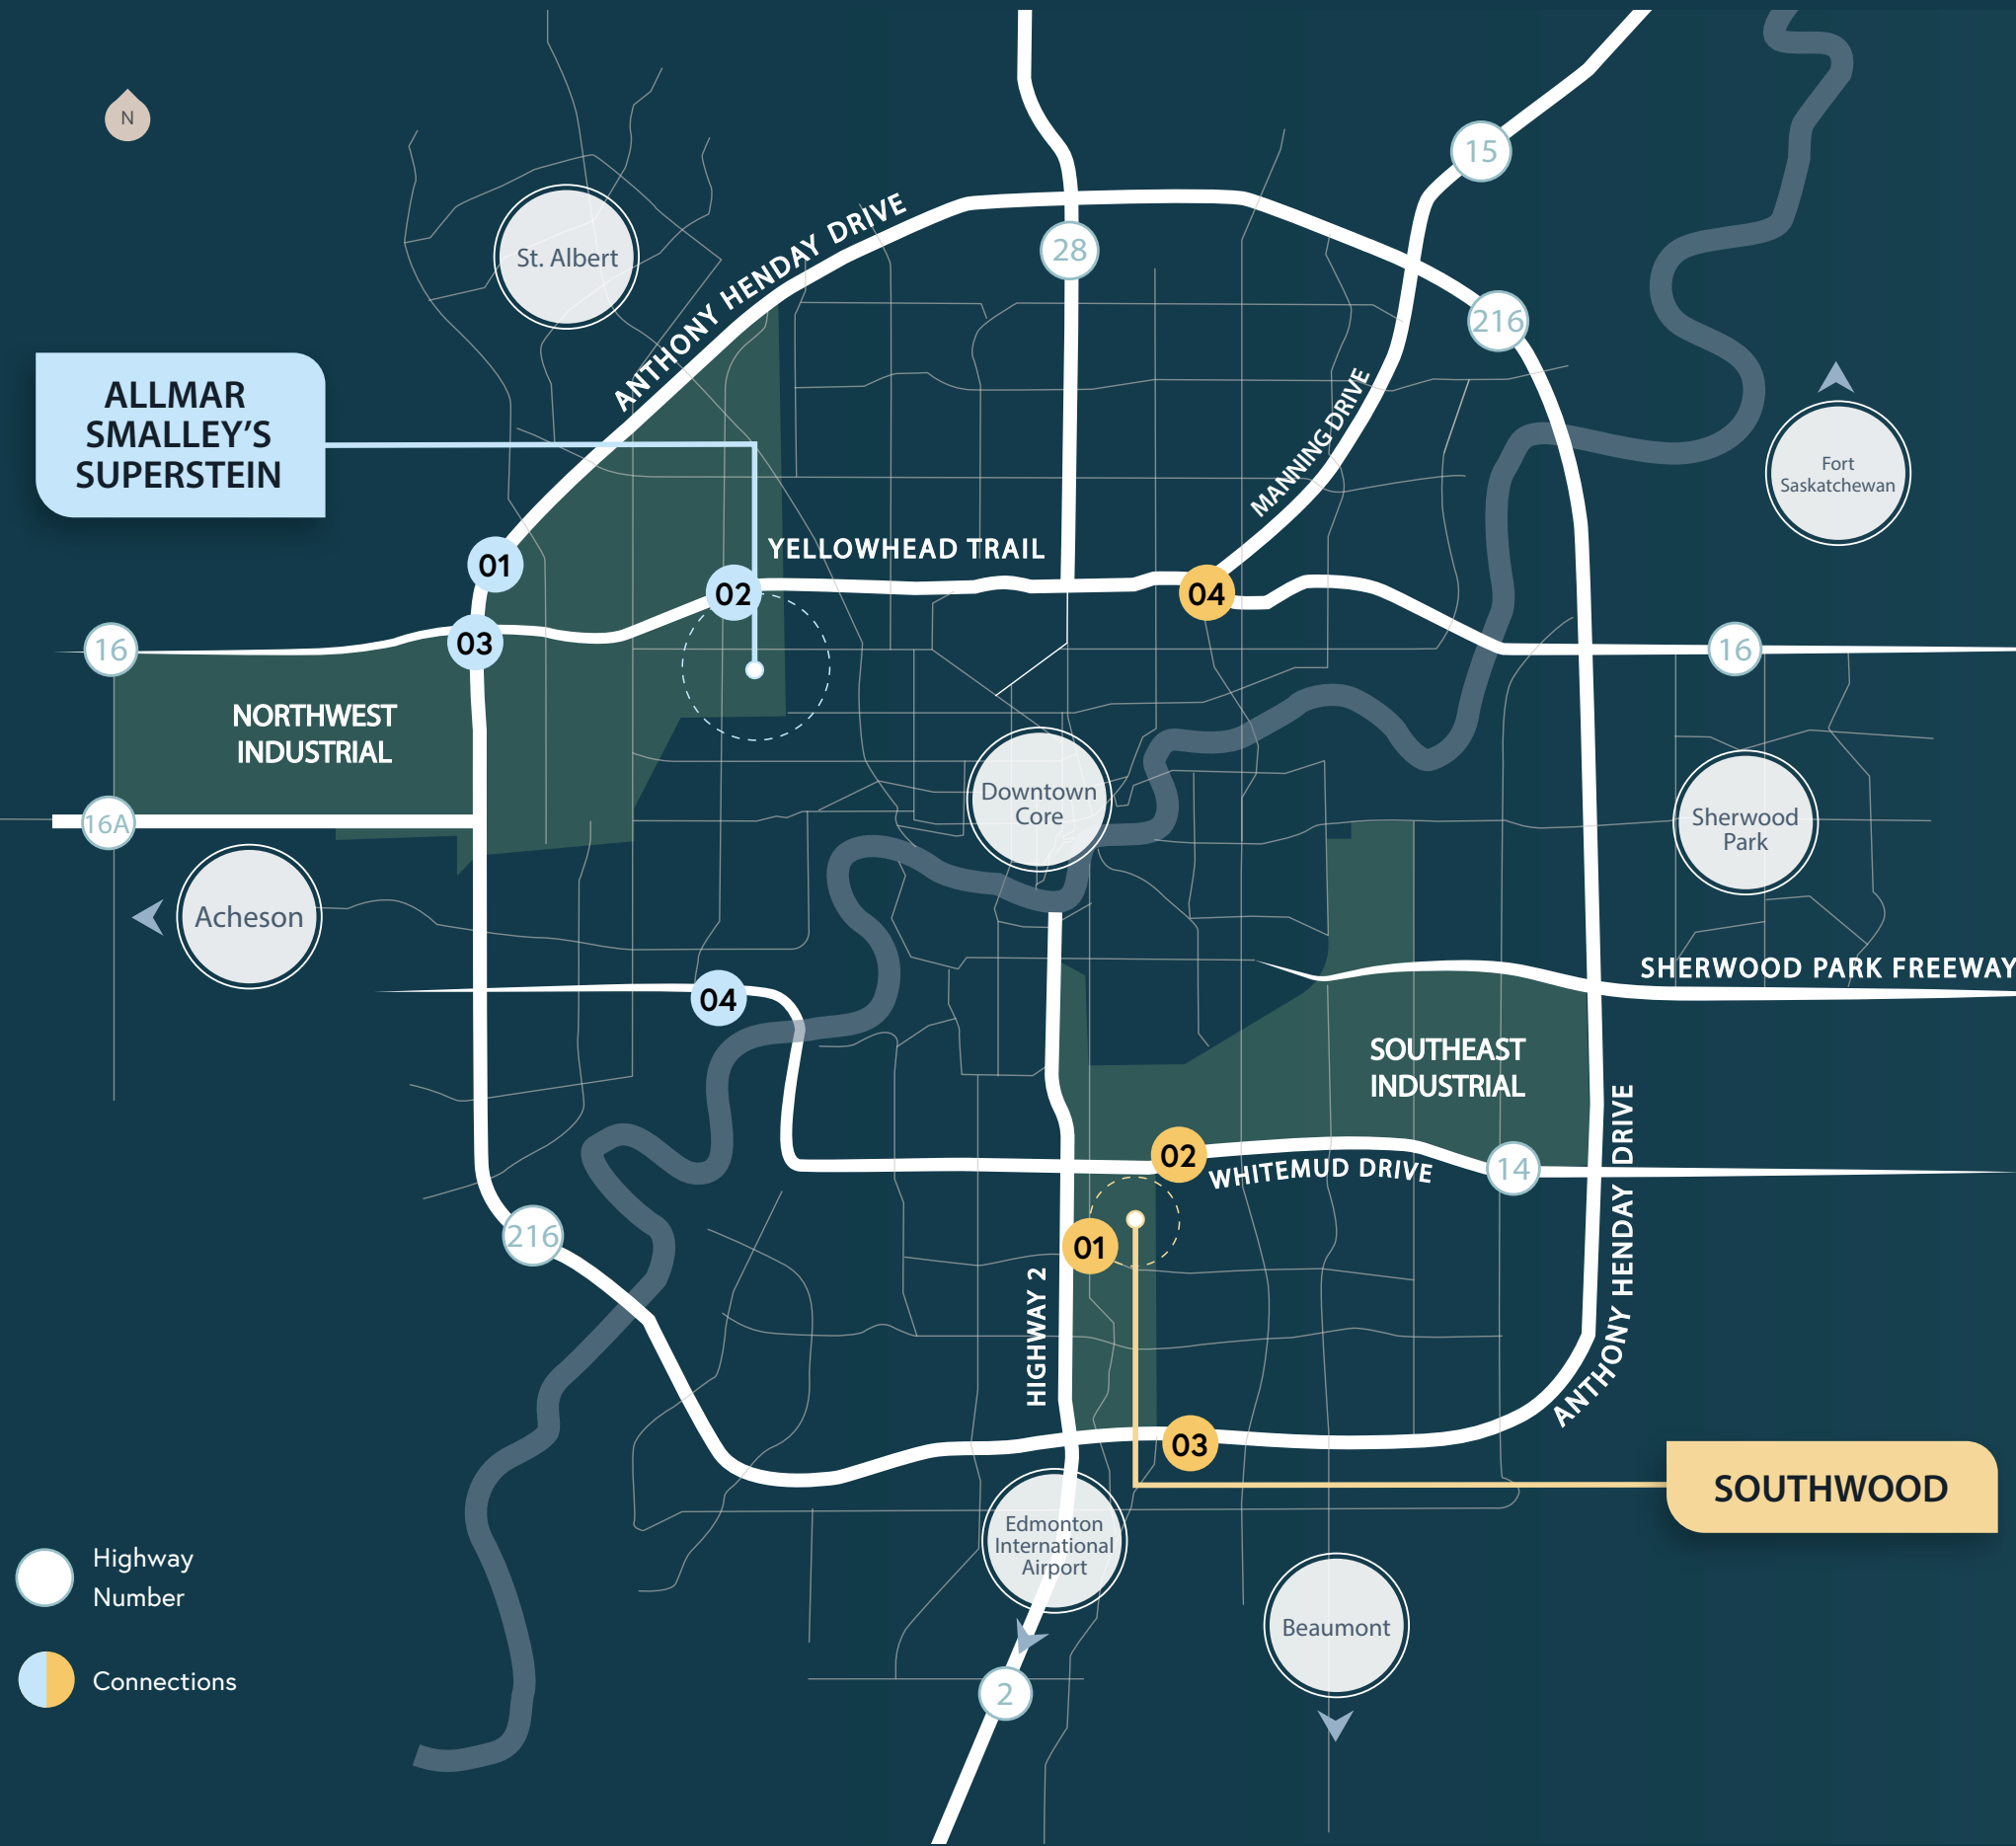 N
15
ANTHONY HENDAY DRIVE
28
St. Albert
216
ALLMAR
SMALLEY’S
SUPERSTEIN
MANNING DRIVE
Fort
Saskatchewan
YELLOWHEAD TRAIL
01
02
04
03
16
16
NORTHWEST
INDUSTRIAL
Downtown
Core
16A
Sherwood
Park
Acheson
SHERWOOD PARK FREEWAY
04
SOUTHEAST
INDUSTRIAL
02
WHITEMUD DRIVE
14
ANTHONY HENDAY DRIVE
216
01
HIGHWAY 2
03
SOUTHWOOD
Edmonton
International
Airport
Highway
Number
Beaumont
Connections
2